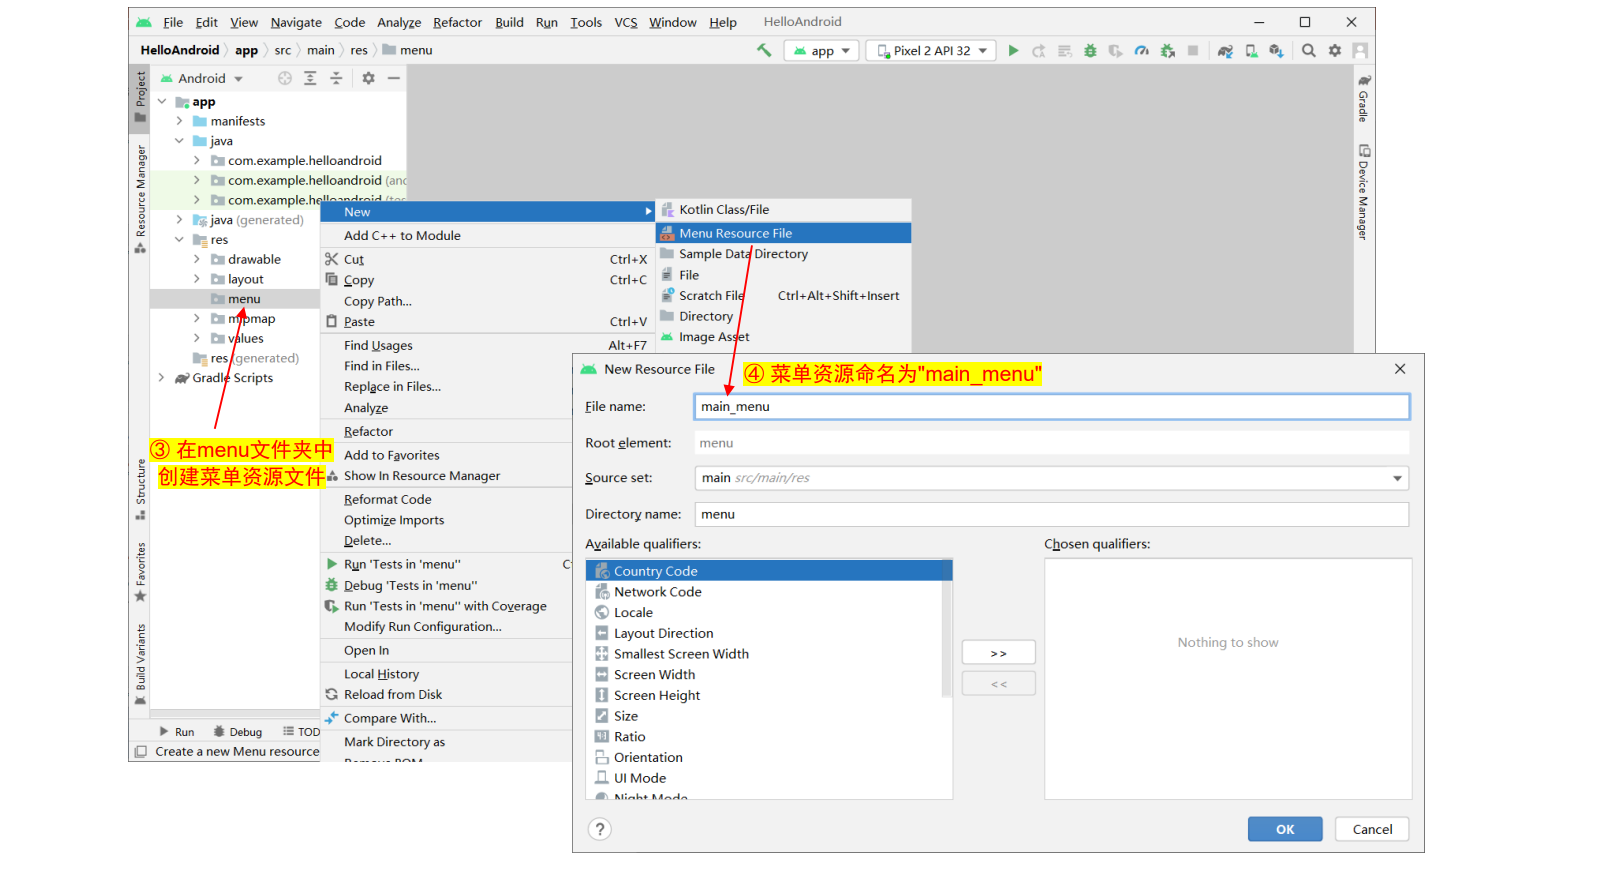 File Edit View Navigate Code Analyze Refactor Build Run Tools VCS Window Help HelloAndroid
HelloAndroid app src main res menu
app Pixel 2 API 32
Project
Resource Manager
Structure
Favorites
Build Variants
Android
app
manifests
java
com.example.helloandroid
com.example.helloandroid
com.example.helloandroid
java (generated)
res
drawable
layout
menu
mipmap
values
res (generated)
Gradle Scripts
③ 在menu文件夹中
创建菜单资源文件
Run Debug TOD
Create a new Menu resource
New
Add C++ to Module
Cut Ctrl+X
Copy Ctrl+C
Copy Path...
Paste Ctrl+V
Find Usages Alt+F7
Find in Files...
Replace in Files...
Analyze
Refactor
Add to Favorites
Show In Resource Manager
Reformat Code
Optimize Imports
Delete...
Run 'Tests in 'menu''
Debug 'Tests in 'menu''
Run 'Tests in 'menu'' with Coverage
Modify Run Configuration...
Open In
Local History
Reload from Disk
Compare With...
Mark Directory as
Kotlin Class/File
Menu Resource File
Sample Data Directory
File
Scratch File Ctrl+Alt+Shift+Insert
Directory
Image Asset
Gradle
Device Manager
New Resource File
④ 菜单资源命名为"main_menu"
File name: main_menu
Root element: menu
Source set: main src/main/res
Directory name: menu
Available qualifiers: Chosen qualifiers:
Country Code
Network Code
Locale
Layout Direction
Smallest Screen Width
Screen Width
Screen Height
Size
Ratio
Orientation
UI Mode
Night Mode
>>
<<
Nothing to show
?
OK Cancel